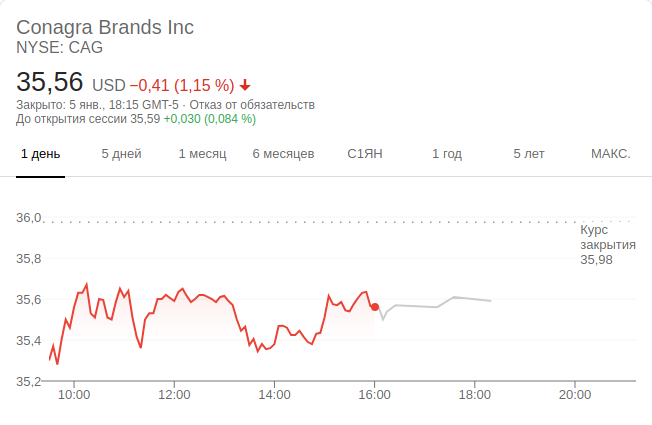 Conagra Brands Inc
NYSE: CAG
35,56 USD −0,41 (1,15 %)
Закрыто: 5 янв., 18:15 GMT-5 · Отказ от обязательств
До открытия сессии 35,59 +0,030 (0,084 %)
1 день 5 дней 1 месяц 6 месяцев С1ЯН 1 год 5 лет МАКС.
36,0
Курс
закрытия
35,98
35,8
35,6
35,4
35,2
10:00 12:00 14:00 16:00 18:00 20:00